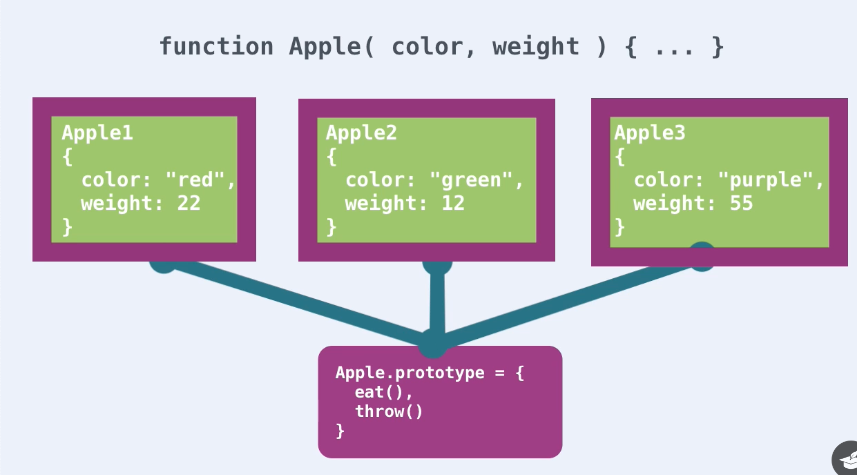 function Apple( color, weight ) { ... }
Apple1
{
  color: "red",
  weight: 22
}
Apple2
{
  color: "green",
  weight: 12
}
Apple3
{
  color: "purple",
  weight: 55
}
Apple.prototype = {
  eat(),
  throw()
}